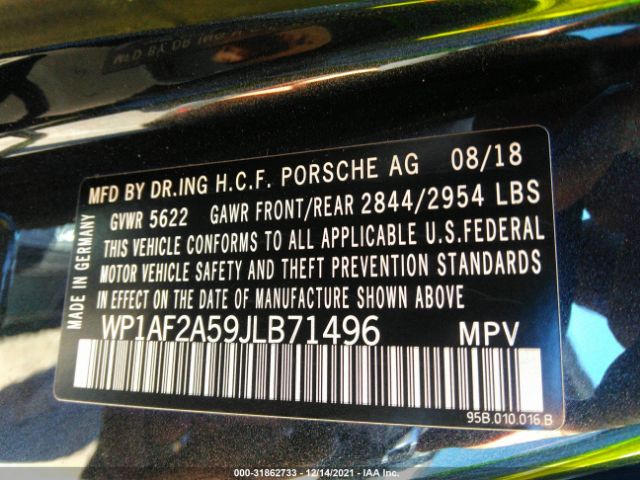 MFD BY DR.ING H.C.F. PORSCHE AG 08/18
GVWR 5622 GAWR FRONT/REAR 2844/2954 LBS
THIS VEHICLE CONFORMS TO ALL APPLICABLE U.S.FEDERAL
MOTOR VEHICLE SAFETY AND THEFT PREVENTION STANDARDS
IN EFFECT ON THE DATE OF MANUFACTURE SHOWN ABOVE.
WP1AF2A59JLB71496 MPV
95B.010.016.B
MADE IN GERMANY
000-31862733 - 12/14/2021 - IAA Inc.